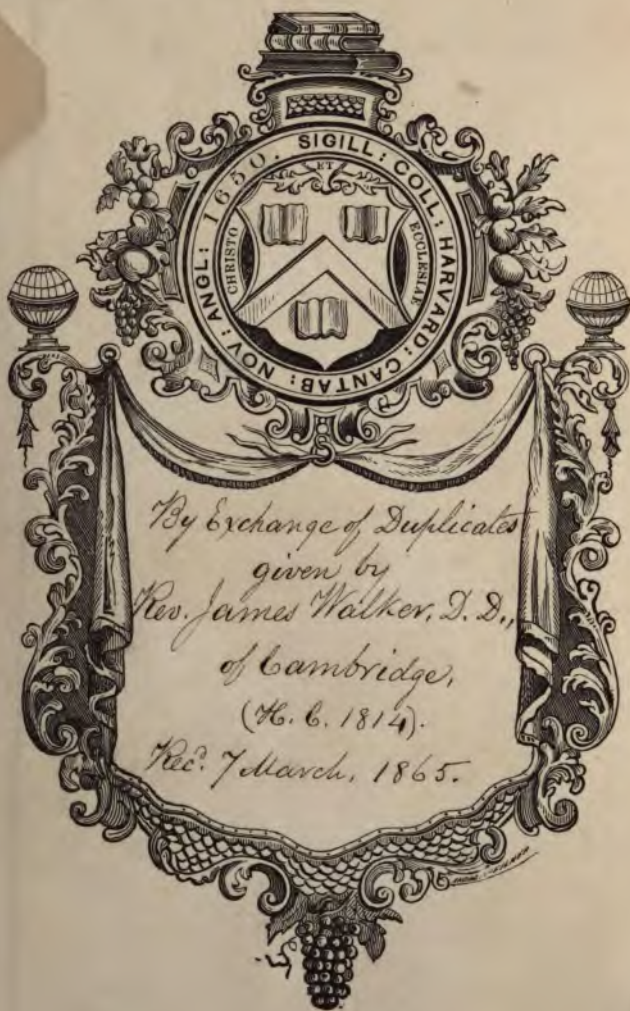 SIGILL: COLL: HARVARD: CANTAB: NOV: ANGL: 1650.
ET
CHRISTO
ECCLESIAE
By Exchange of Duplicates
given by
Rev. James Walker, D. D.,
of Cambridge,
(H. C. 1814).
Rec'd. 7 March, 1865.